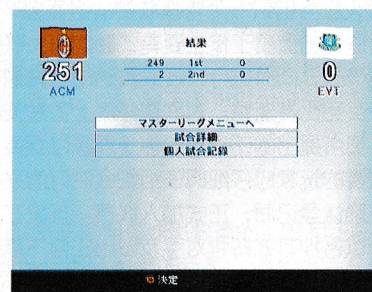 結果
251 0
249 1st 0
2 2nd 0
ACM EVT
マスターリーグメニューへ
試合詳細
個人試合記録
決定